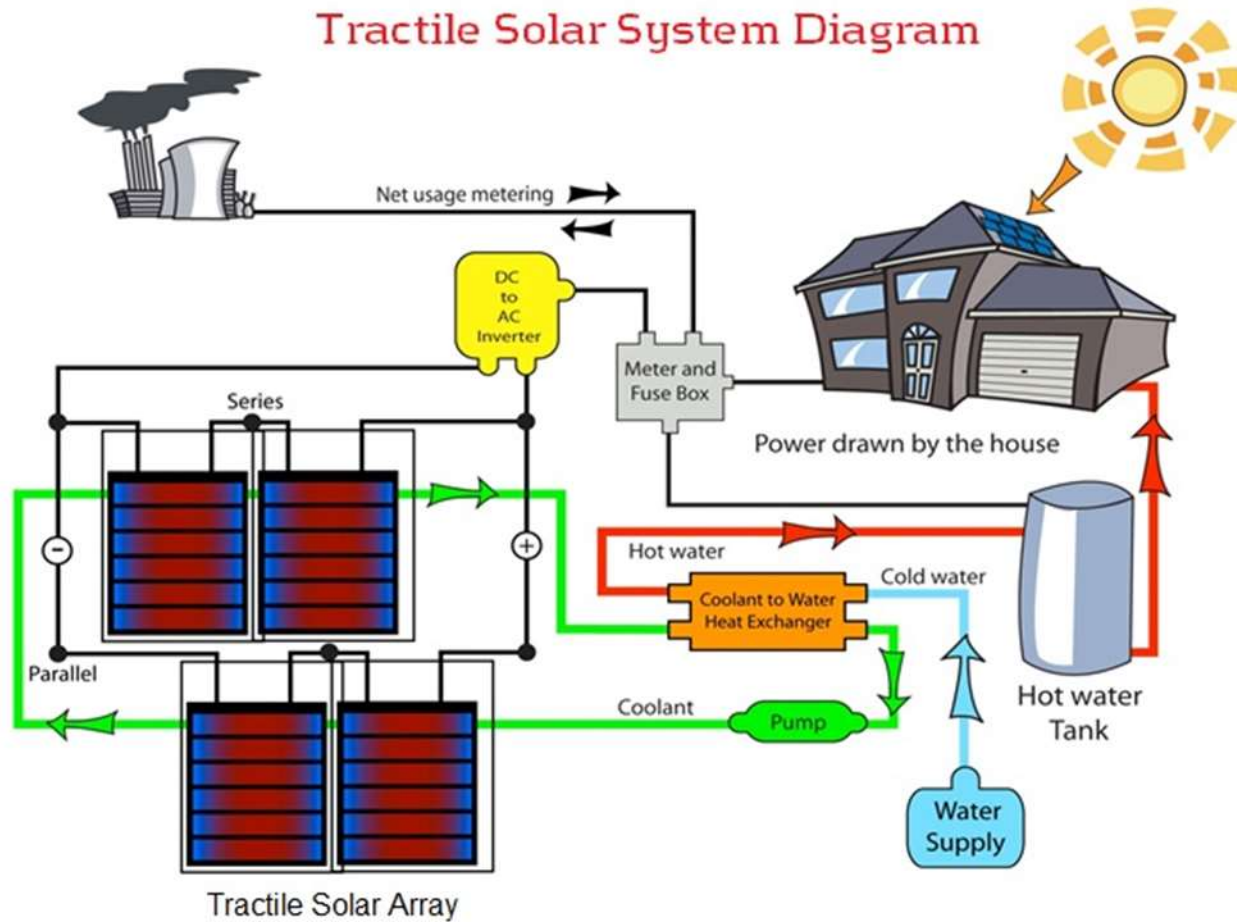 Tractile Solar System Diagram
Net usage metering
DC
to
AC
Inverter
Meter and
Fuse Box
Series
Power drawn by the house
-
+
Hot water
Cold water
Coolant to Water
Heat Exchanger
Parallel
Coolant
Pump
Hot water
Tank
Water
Supply
Tractile Solar Array